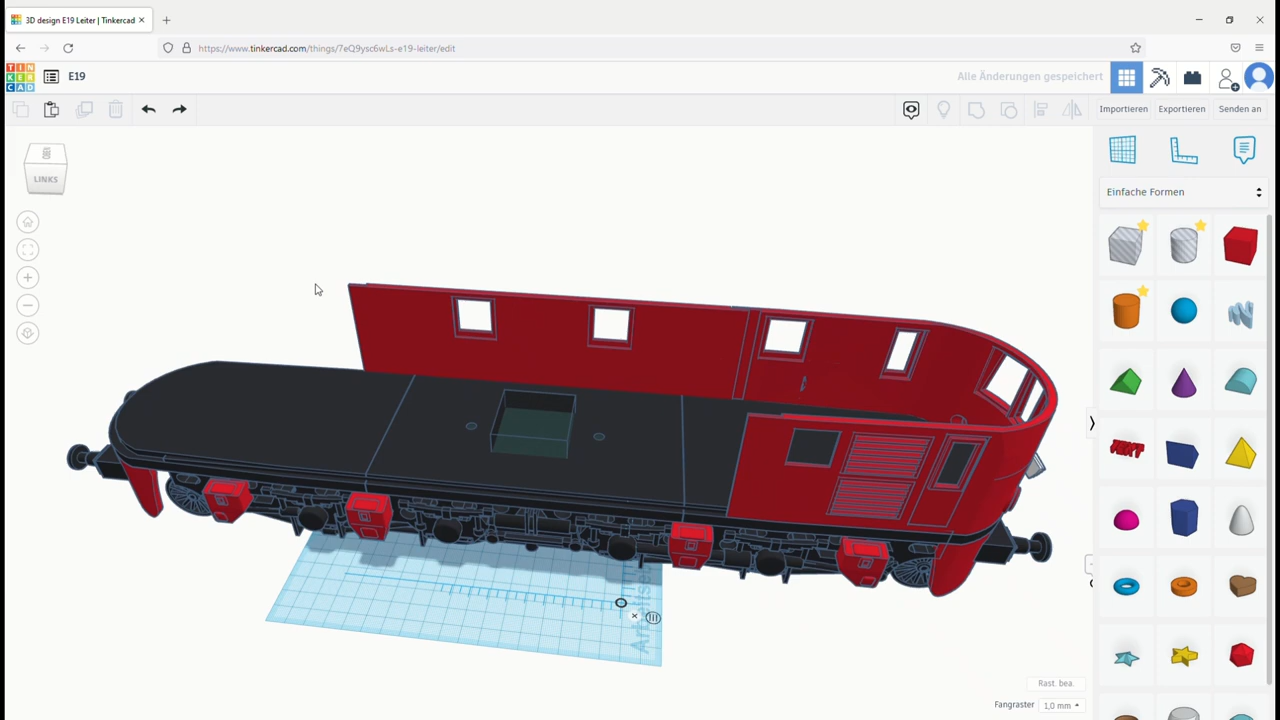 3D design E19 Leiter | Tinkercad
https://www.tinkercad.com/things/7eQ9ysc6wLs-e19-leiter/edit
TIN
KER
CAD
E19
Alle Änderungen gespeichert
Importieren
Exportieren
Senden an
LINKS
Einfache Formen
TEXT
Rast. bea.
Fangraster
1,0 mm